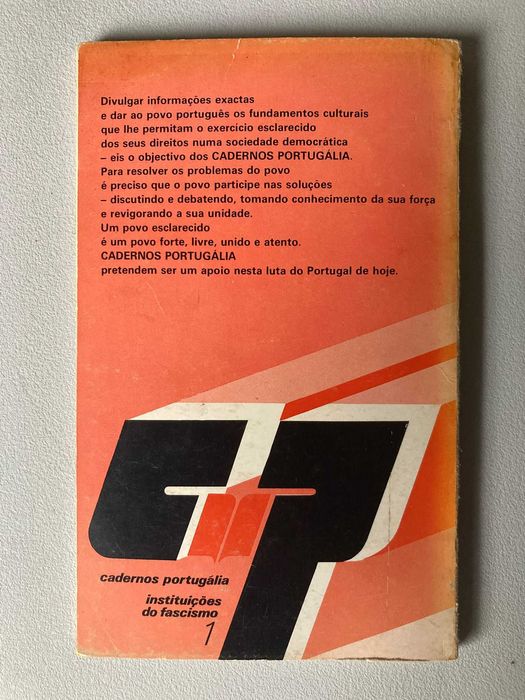 Divulgar informações exactas
e dar ao povo português os fundamentos culturais
que lhe permitam o exercício esclarecido
dos seus direitos numa sociedade democrática
– eis o objectivo dos CADERNOS PORTUGÁLIA.
Para resolver os problemas do povo
é preciso que o povo participe nas soluções
– discutindo e debatendo, tomando conhecimento da sua força
e revigorando a sua unidade.
Um povo esclarecido
é um povo forte, livre, unido e atento.
CADERNOS PORTUGÁLIA
pretendem ser um apoio nesta luta do Portugal de hoje.
CP
cadernos portugália
instituições
do fascismo
1